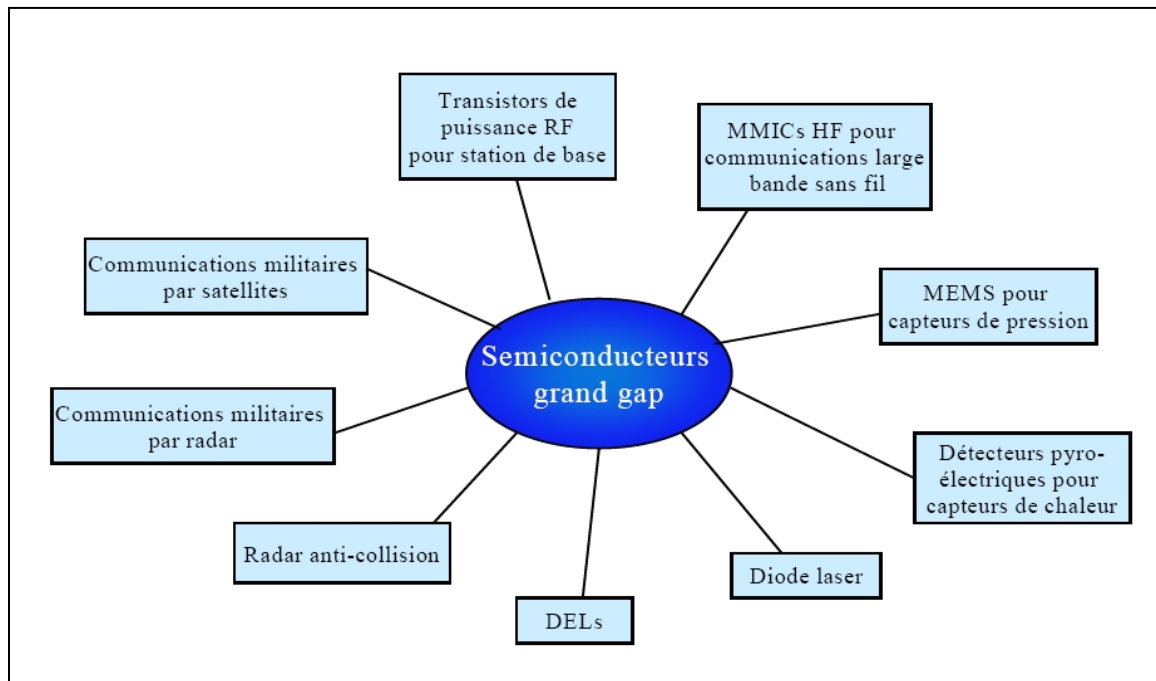 Transistors de
puissance RF
pour station de base
MMICs HF pour
communications large
bande sans fil
Communications militaires
par satellites
MEMS pour
capteurs de pression
Semiconducteurs
grand gap
Communications militaires
par radar
Détecteurs pyro-
électriques pour
capteurs de chaleur
Radar anti-collision
Diode laser
DELs